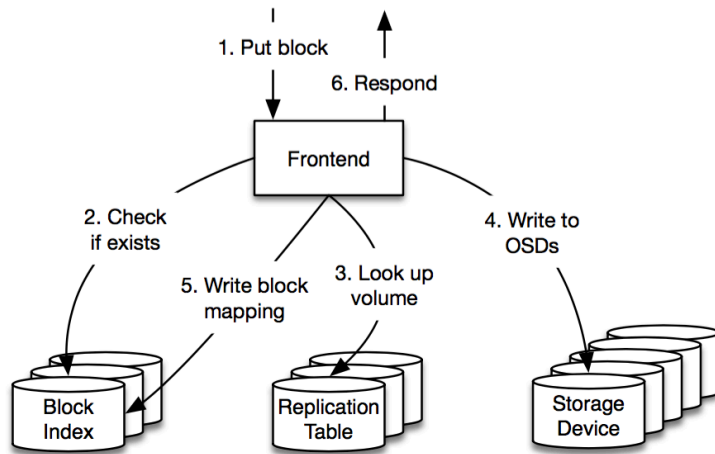 1. Put block
6. Respond
Frontend
2. Check
if exists
4. Write to
OSDs
5. Write block
mapping
3. Look up
volume
Block
Index
Replication
Table
Storage
Device